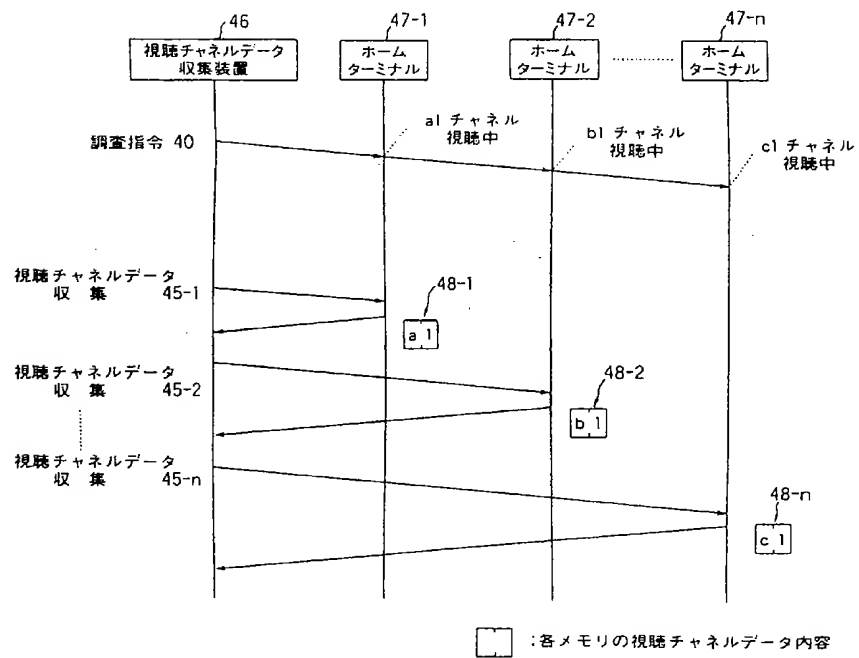 46
47-1
47-2
47-n
視聴チャネルデータ
収集装置
ホーム
ターミナル
ホーム
ターミナル
ホーム
ターミナル
調査指令 40
a1 チャネル
視聴中
b1 チャネル
視聴中
c1 チャネル
視聴中
視聴チャネルデータ
収集 45-1
48-1
a 1
視聴チャネルデータ
収集 45-2
48-2
b 1
視聴チャネルデータ
収集 45-n
48-n
c 1
:各メモリの視聴チャネルデータ内容